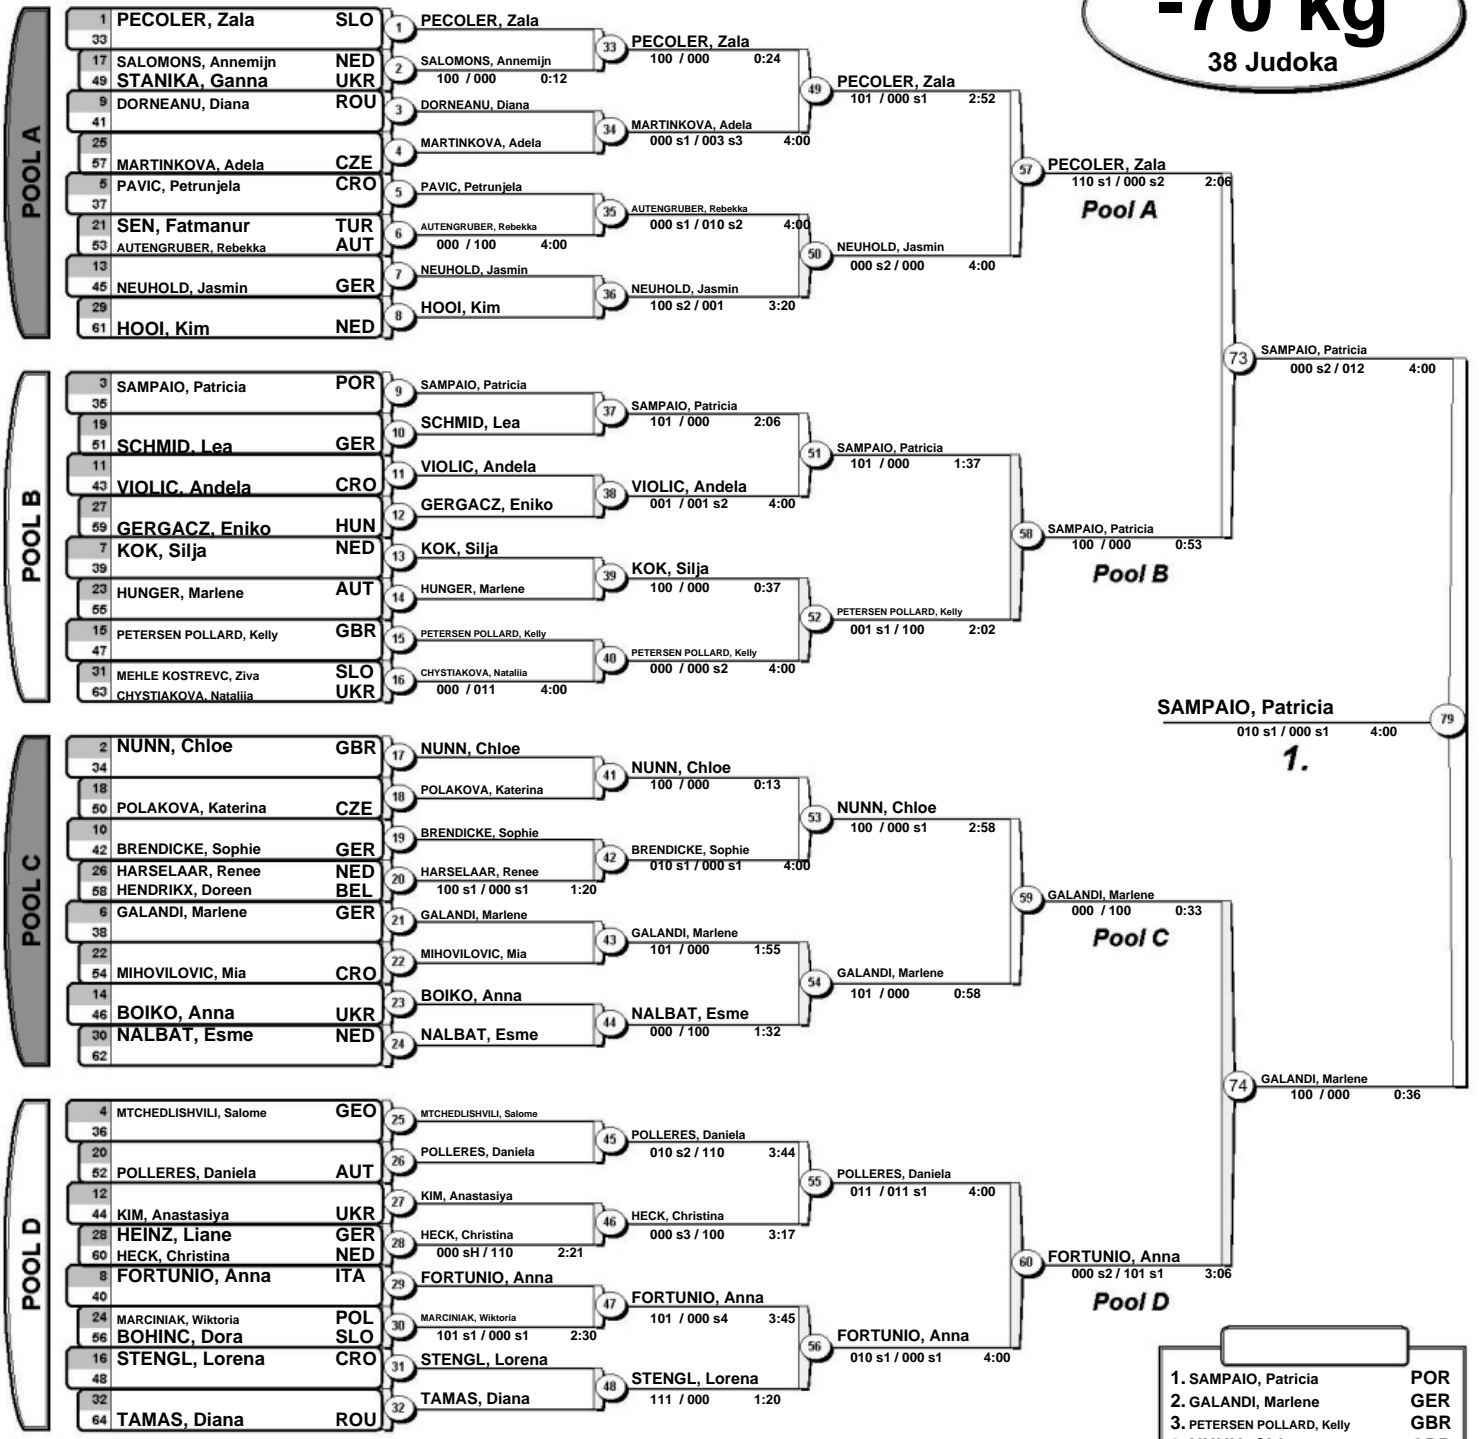 -70 kg
38 Judoka
POOL A
1 PECOLER, Zala SLO
33
17 SALOMONS, Annemijn NED
49 STANIKA, Ganna UKR
9 DORNEANU, Diana ROU
41
25
57 MARTINKOVA, Adela CZE
5 PAVIC, Petrunjela CRO
37
21 SEN, Fatmanur TUR
53 AUTENGRUBER, Rebekka AUT
13
45 NEUHOLD, Jasmin GER
29
61 HOOI, Kim NED
1 PECOLER, Zala
2 SALOMONS, Annemijn
100 / 000 0:12
3 DORNEANU, Diana
4 MARTINKOVA, Adela
5 PAVIC, Petrunjela
6 AUTENGRUBER, Rebekka
000 / 100 4:00
7 NEUHOLD, Jasmin
8 HOOI, Kim
33 PECOLER, Zala
100 / 000 0:24
34 MARTINKOVA, Adela
000 s1 / 003 s3 4:00
35 AUTENGRUBER, Rebekka
000 s1 / 010 s2 4:00
36 NEUHOLD, Jasmin
100 s2 / 001 3:20
49 PECOLER, Zala
101 / 000 s1 2:52
50 NEUHOLD, Jasmin
000 s2 / 000 4:00
57 PECOLER, Zala
110 s1 / 000 s2 2:06
Pool A
POOL B
3 SAMPAIO, Patricia POR
35
19
51 SCHMID, Lea GER
11
43 VIOLIC, Andela CRO
27
59 GERGACZ, Eniko HUN
7 KOK, Silja NED
39
23 HUNGER, Marlene AUT
55
15 PETERSEN POLLARD, Kelly GBR
47
31 MEHLE KOSTREVC, Ziva SLO
63 CHYSTIAKOVA, Nataliia UKR
9 SAMPAIO, Patricia
10 SCHMID, Lea
11 VIOLIC, Andela
12 GERGACZ, Eniko
13 KOK, Silja
14 HUNGER, Marlene
15 PETERSEN POLLARD, Kelly
16 CHYSTIAKOVA, Nataliia
000 / 011 4:00
37 SAMPAIO, Patricia
101 / 000 2:06
38 VIOLIC, Andela
001 / 001 s2 4:00
39 KOK, Silja
100 / 000 0:37
40 PETERSEN POLLARD, Kelly
000 / 000 s2 4:00
51 SAMPAIO, Patricia
101 / 000 1:37
52 PETERSEN POLLARD, Kelly
001 s1 / 100 2:02
58 SAMPAIO, Patricia
100 / 000 0:53
Pool B
73 SAMPAIO, Patricia
000 s2 / 012 4:00
SAMPAIO, Patricia 79
010 s1 / 000 s1 4:00
1.
POOL C
2 NUNN, Chloe GBR
34
18
50 POLAKOVA, Katerina CZE
10
42 BRENDICKE, Sophie GER
26 HARSELAAR, Renee NED
58 HENDRIKX, Doreen BEL
6 GALANDI, Marlene GER
38
22
54 MIHOVILOVIC, Mia CRO
14
46 BOIKO, Anna UKR
30 NALBAT, Esme NED
62
17 NUNN, Chloe
18 POLAKOVA, Katerina
19 BRENDICKE, Sophie
20 HARSELAAR, Renee
100 s1 / 000 s1 1:20
21 GALANDI, Marlene
22 MIHOVILOVIC, Mia
23 BOIKO, Anna
24 NALBAT, Esme
41 NUNN, Chloe
100 / 000 0:13
42 BRENDICKE, Sophie
010 s1 / 000 s1 4:00
43 GALANDI, Marlene
101 / 000 1:55
44 NALBAT, Esme
000 / 100 1:32
53 NUNN, Chloe
100 / 000 s1 2:58
54 GALANDI, Marlene
101 / 000 0:58
59 GALANDI, Marlene
000 / 100 0:33
Pool C
74 GALANDI, Marlene
100 / 000 0:36
POOL D
4 MTCHEDLISHVILI, Salome GEO
36
20
52 POLLERES, Daniela AUT
12
44 KIM, Anastasiya UKR
28 HEINZ, Liane GER
60 HECK, Christina NED
8 FORTUNIO, Anna ITA
40
24 MARCINIAK, Wiktoria POL
56 BOHINC, Dora SLO
16 STENGL, Lorena CRO
48
32
64 TAMAS, Diana ROU
25 MTCHEDLISHVILI, Salome
26 POLLERES, Daniela
27 KIM, Anastasiya
28 HECK, Christina
000 sH / 110 2:21
29 FORTUNIO, Anna
30 MARCINIAK, Wiktoria
101 s1 / 000 s1 2:30
31 STENGL, Lorena
32 TAMAS, Diana
45 POLLERES, Daniela
010 s2 / 110 3:44
46 HECK, Christina
000 s3 / 100 3:17
47 FORTUNIO, Anna
101 / 000 s4 3:45
48 STENGL, Lorena
111 / 000 1:20
55 POLLERES, Daniela
011 / 011 s1 4:00
56 FORTUNIO, Anna
010 s1 / 000 s1 4:00
60 FORTUNIO, Anna
000 s2 / 101 s1 3:06
Pool D
1. SAMPAIO, Patricia POR
2. GALANDI, Marlene GER
3. PETERSEN POLLARD, Kelly GBR